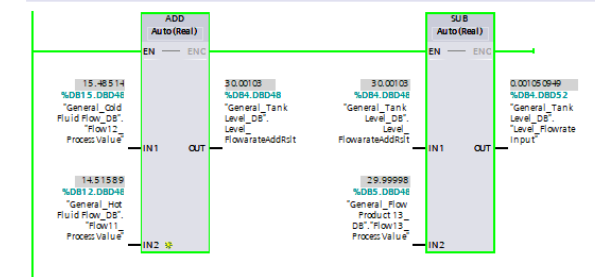 ADD
Auto (Real)
EN
ENO
15.48514
%DB15.DBD48
"General_Cold
Fluid Flow_DB".
"Flow12_
Process Value"
IN1
14.51589
%DB12.DBD48
"General_Hot
Fluid Flow_DB".
"Flow11_
Process Value"
IN2
OUT
30.00103
%DB4.DBD48
"General_Tank
Level_DB".
Level_
FlowarateAddRslt
SUB
Auto (Real)
EN
ENO
30.00103
%DB4.DBD48
"General_Tank
Level_DB".
Level_
FlowarateAddRslt
IN1
29.99998
%DB5.DBD48
"General_Flow
Product 13_
DB"."Flow13_
Process Value"
IN2
OUT
0.001050949
%DB4.DBD52
"General_Tank
Level_DB".
"Level_Flowrate
Input"